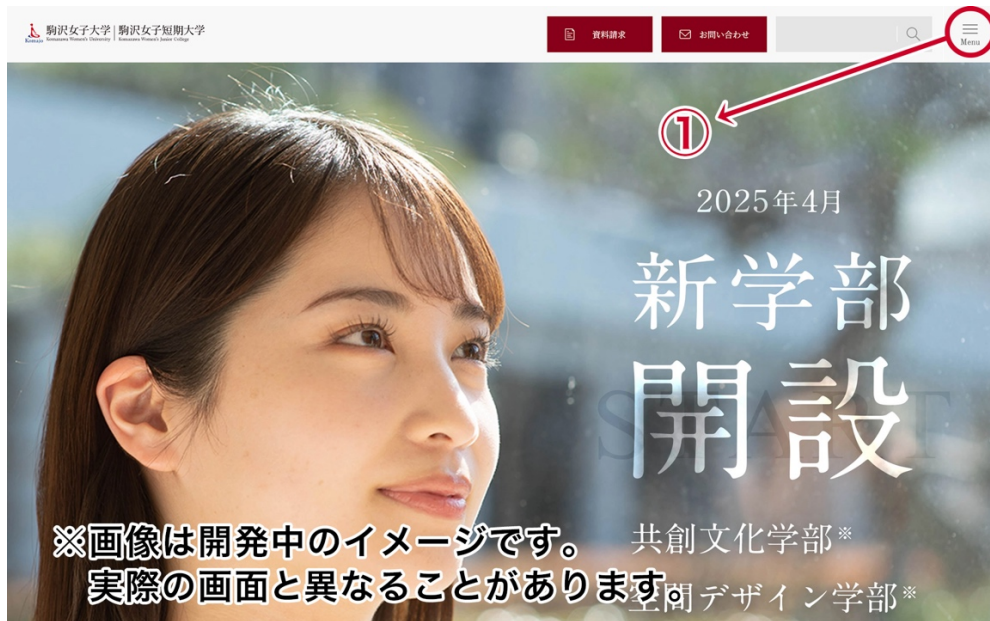 駒沢女子大学 駒沢女子短期大学
Komazawa Women's University Komazawa Women's Junior College
Komajo
資料請求
お問い合わせ
Menu
①
2025年4月
新学部
開設
START
共創文化学部※
空間デザイン学部※
※画像は開発中のイメージです。
実際の画面と異なることがあります。